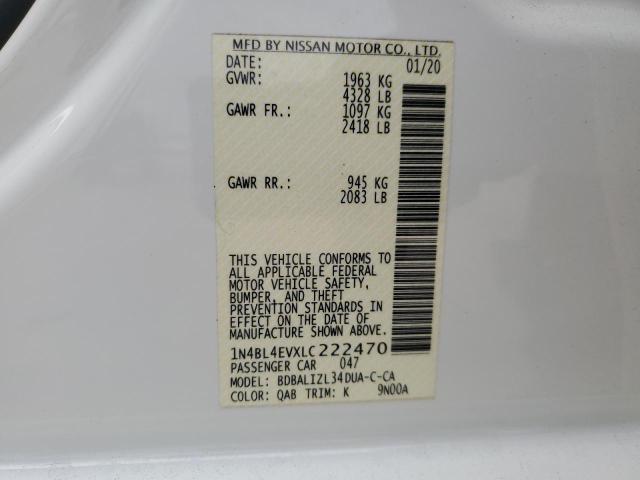 MFD BY NISSAN MOTOR CO., LTD.
DATE: 01/20
GVWR: 1963 KG
4328 LB
GAWR FR.: 1097 KG
2418 LB
GAWR RR.: 945 KG
2083 LB
THIS VEHICLE CONFORMS TO
ALL APPLICABLE FEDERAL
MOTOR VEHICLE SAFETY,
BUMPER, AND THEFT
PREVENTION STANDARDS IN
EFFECT ON THE DATE OF
MANUFACTURE SHOWN ABOVE.
1N4BL4EVXLC222470
PASSENGER CAR 047
MODEL: BDBALIZL34DUA-C-CA
COLOR: QAB TRIM: K 9N00A